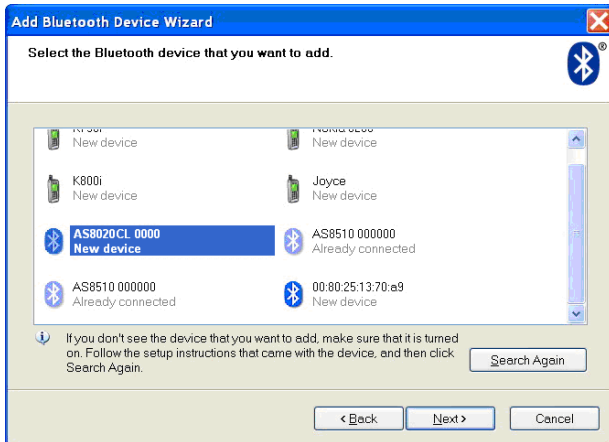 Add Bluetooth Device Wizard
Select the Bluetooth device that you want to add.
New device
New device
K800i
New device
Joyce
New device
AS8020CL 0000
New device
AS8510 000000
Already connected
AS8510 000000
Already connected
00:80:25:13:70:a9
New device
If you don't see the device that you want to add, make sure that it is turned
on. Follow the setup instructions that came with the device, and then click
Search Again.
Search Again
< Back
Next >
Cancel